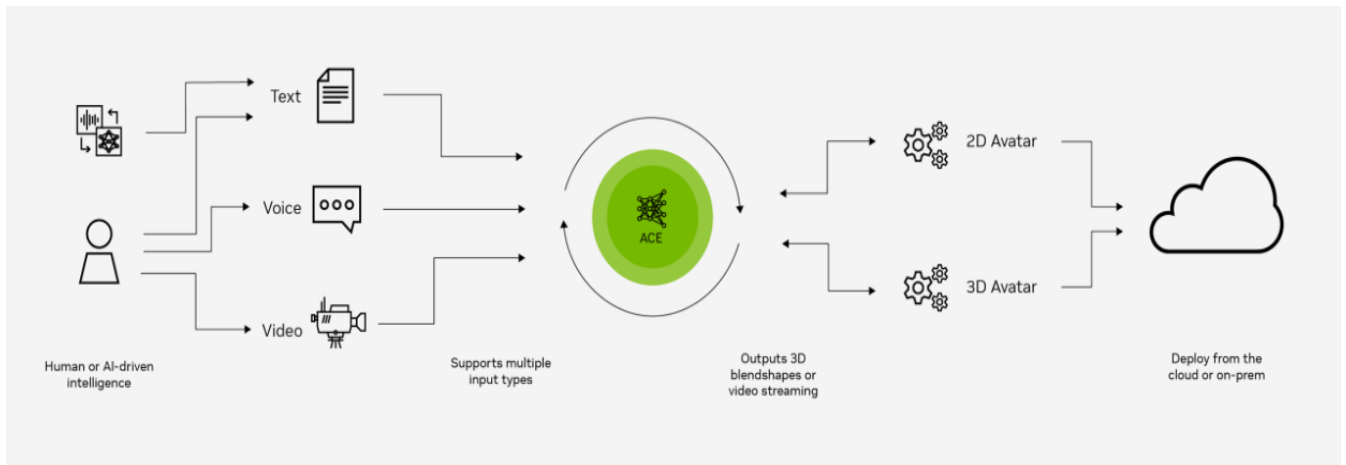 Text
Voice
Video
ACE
2D Avatar
3D Avatar
Human or AI-driven
intelligence
Supports multiple
input types
Outputs 3D
blendshapes or
video streaming
Deploy from the
cloud or on-prem